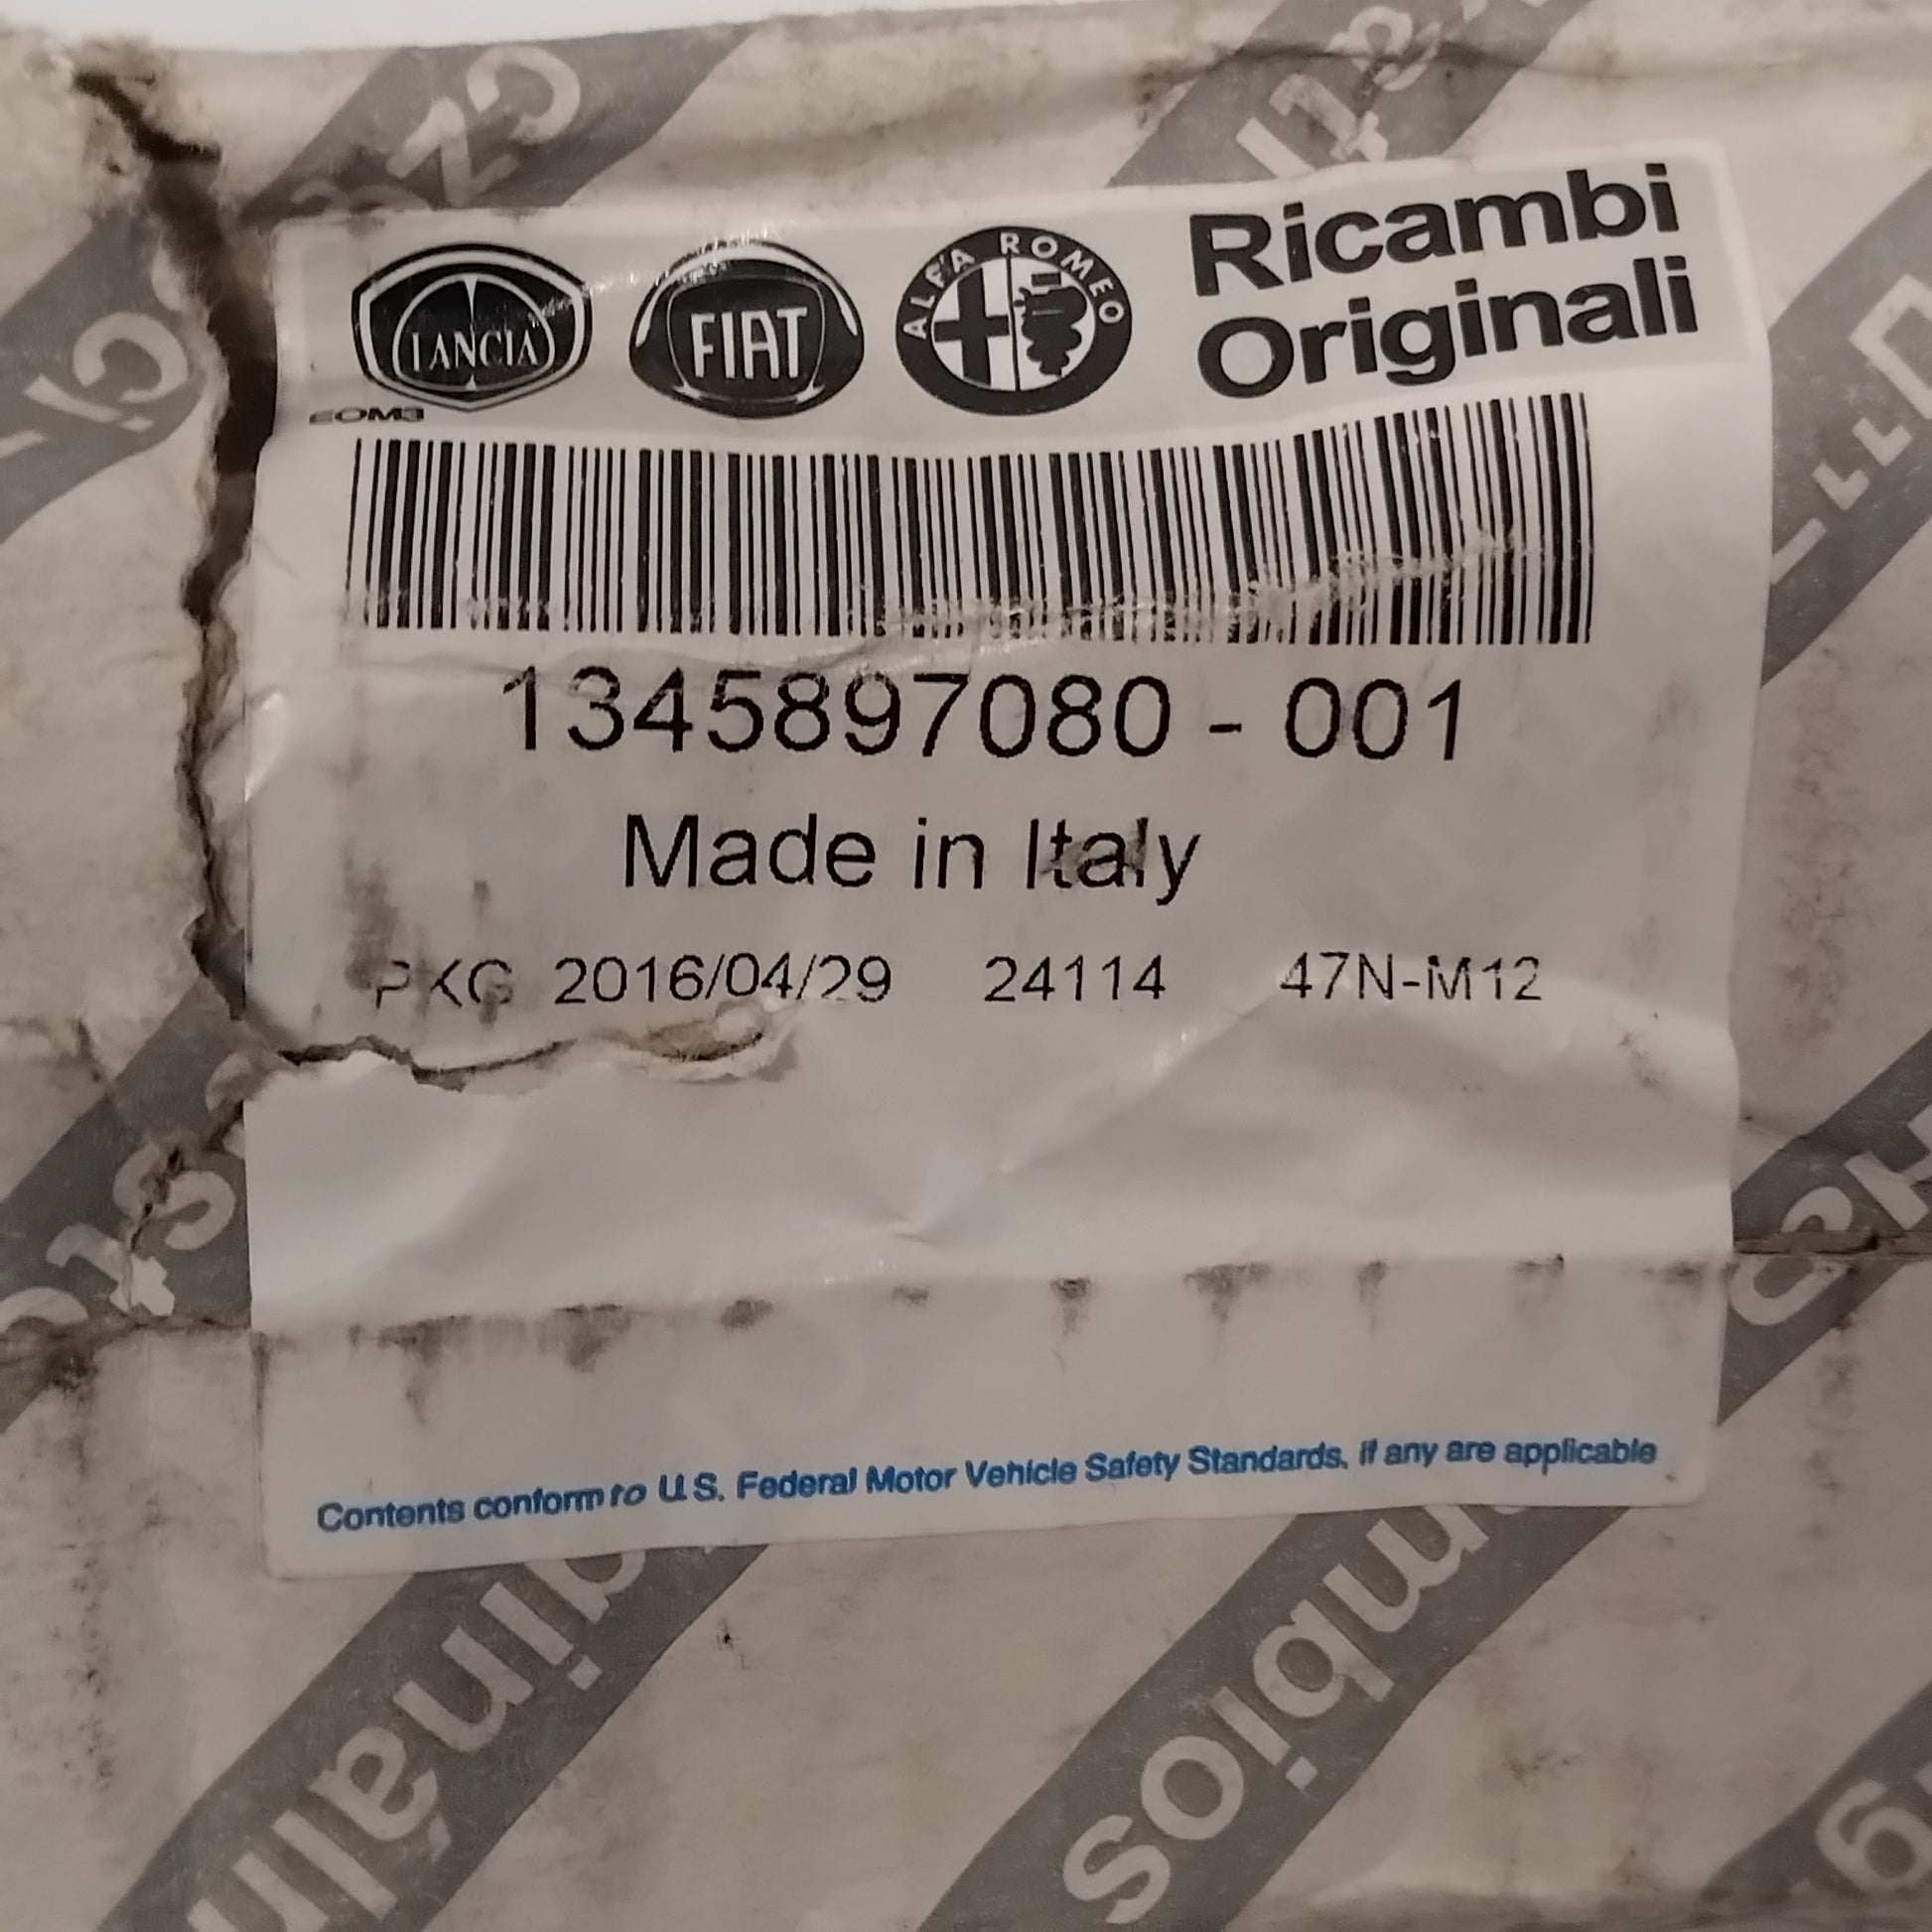 LANCIA
FIAT
ALFA ROMEO
Ricambi
Originali
EOM3
1345897080 - 001
Made in Italy
PKG 2016/04/29 24114 47N-M12
Contents conform to U.S. Federal Motor Vehicle Safety Standards, if any are applicable